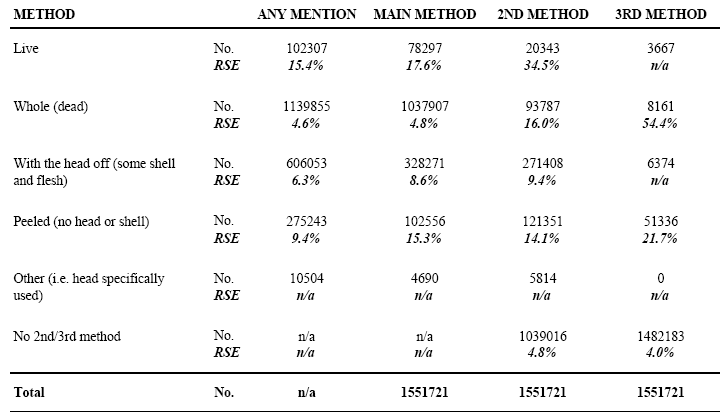 METHOD ANY MENTION MAIN METHOD 2ND METHOD 3RD METHOD
Live No. 102307 78297 20343 3667
RSE 15.4% 17.6% 34.5% n/a
Whole (dead) No. 1139855 1037907 93787 8161
RSE 4.6% 4.8% 16.0% 54.4%
With the head off (some shell No. 606053 328271 271408 6374
and flesh) RSE 6.3% 8.6% 9.4% n/a
Peeled (no head or shell) No. 275243 102556 121351 51336
RSE 9.4% 15.3% 14.1% 21.7%
Other (i.e. head specifically No. 10504 4690 5814 0
used) RSE n/a n/a n/a n/a
No 2nd/3rd method No. n/a n/a 1039016 1482183
RSE n/a n/a 4.8% 4.0%
Total No. n/a 1551721 1551721 1551721